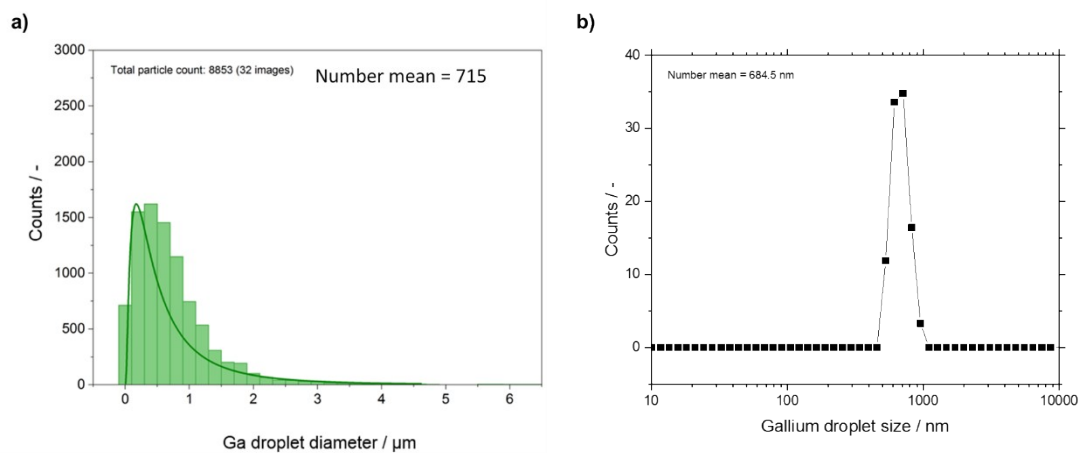 a)
3000
2500
2000
1500
1000
500
0
Counts / -
Total particle count: 8853 (32 images)
Number mean = 715
0 1 2 3 4 5 6
Ga droplet diameter / µm
b)
40
30
20
10
0
Counts / -
Number mean = 684.5 nm
10 100 1000 10000
Gallium droplet size / nm